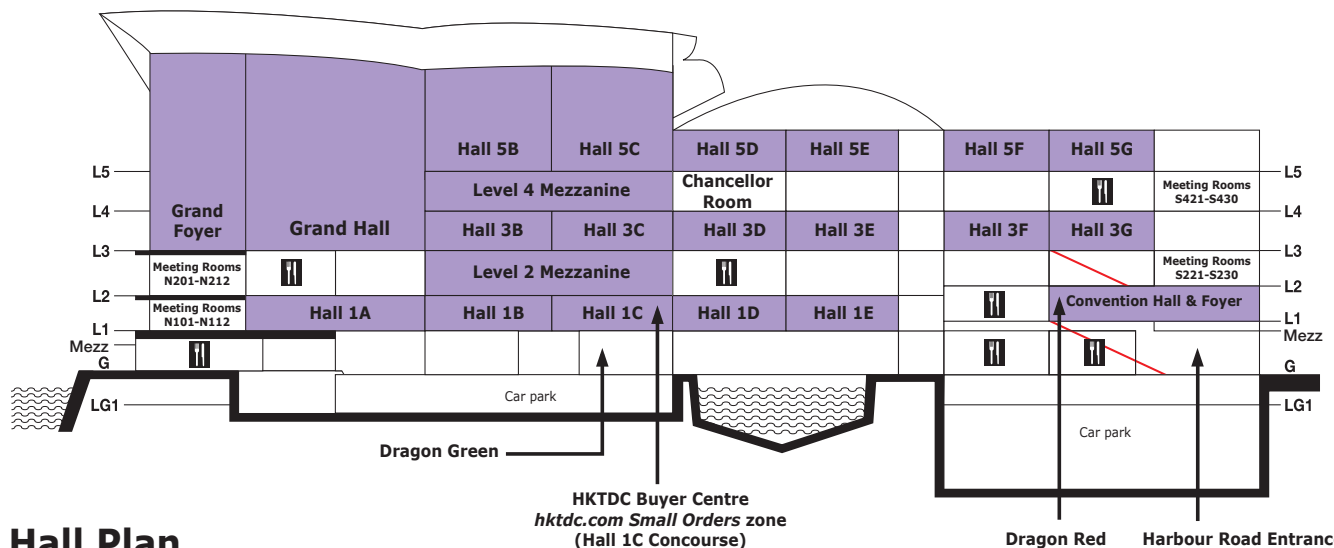 Hall 5B
Hall 5C
Hall 5D
Hall 5E
Hall 5F
Hall 5G
L5
L5
Level 4 Mezzanine
Chancellor
Room
Meeting Rooms
S421-S430
L4
L4
Grand
Foyer
Grand Hall
Hall 3B
Hall 3C
Hall 3D
Hall 3E
Hall 3F
Hall 3G
L3
L3
Meeting Rooms
N201-N212
Level 2 Mezzanine
Meeting Rooms
S221-S230
L2
L2
Meeting Rooms
N101-N112
Hall 1A
Hall 1B
Hall 1C
Hall 1D
Hall 1E
Convention Hall & Foyer
L1
L1
Mezz
Mezz
G
G
LG1
LG1
Car park
Car park
Dragon Green
HKTDC Buyer Centre
hktdc.com Small Orders zone
(Hall 1C Concourse)
Dragon Red
Harbour Road Entranc
Hall Plan